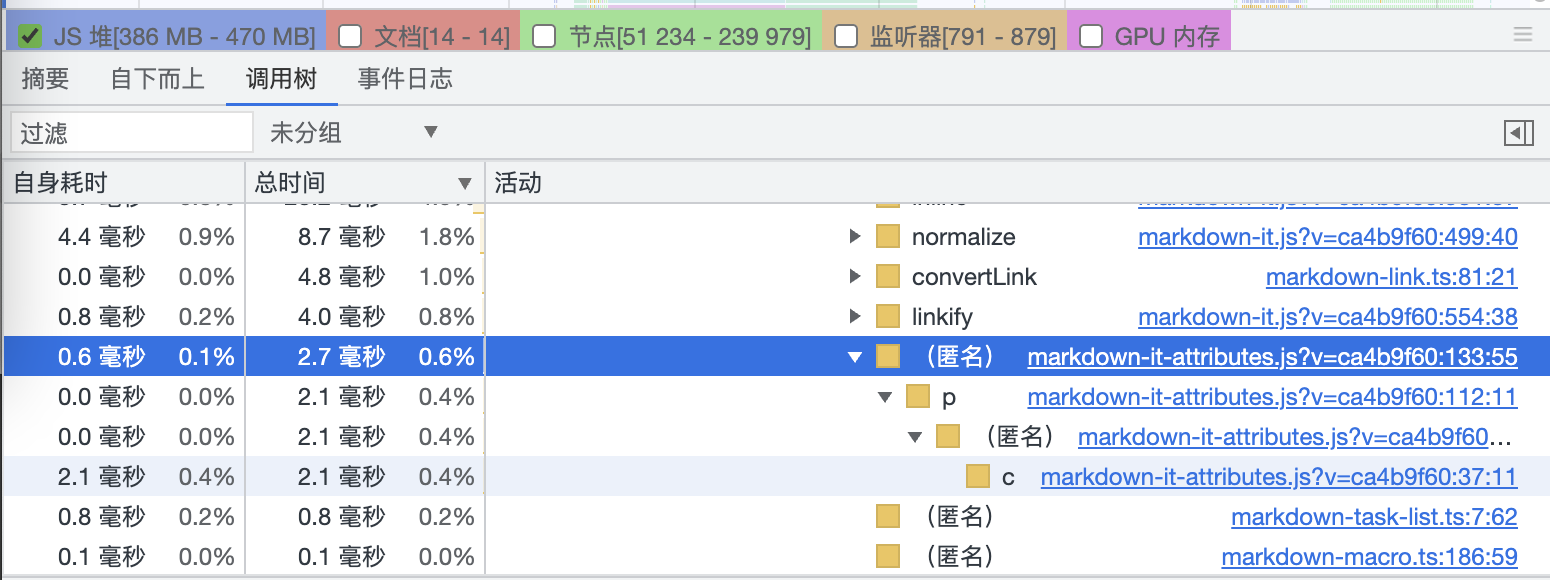 JS 堆[386 MB - 470 MB] 文档[14 - 14] 节点[51 234 - 239 979] 监听器[791 - 879] GPU 内存
摘要 自下而上 调用树 事件日志
过滤 未分组
自身耗时 总时间 活动
4.4 毫秒 0.9% 8.7 毫秒 1.8% normalize markdown-it.js?v=ca4b9f60:499:40
0.0 毫秒 0.0% 4.8 毫秒 1.0% convertLink markdown-link.ts:81:21
0.8 毫秒 0.2% 4.0 毫秒 0.8% linkify markdown-it.js?v=ca4b9f60:554:38
0.6 毫秒 0.1% 2.7 毫秒 0.6% （匿名） markdown-it-attributes.js?v=ca4b9f60:133:55
0.0 毫秒 0.0% 2.1 毫秒 0.4% p markdown-it-attributes.js?v=ca4b9f60:112:11
0.0 毫秒 0.0% 2.1 毫秒 0.4% （匿名） markdown-it-attributes.js?v=ca4b9f60…
2.1 毫秒 0.4% 2.1 毫秒 0.4% c markdown-it-attributes.js?v=ca4b9f60:37:11
0.8 毫秒 0.2% 0.8 毫秒 0.2% （匿名） markdown-task-list.ts:7:62
0.1 毫秒 0.0% 0.1 毫秒 0.0% （匿名） markdown-macro.ts:186:59